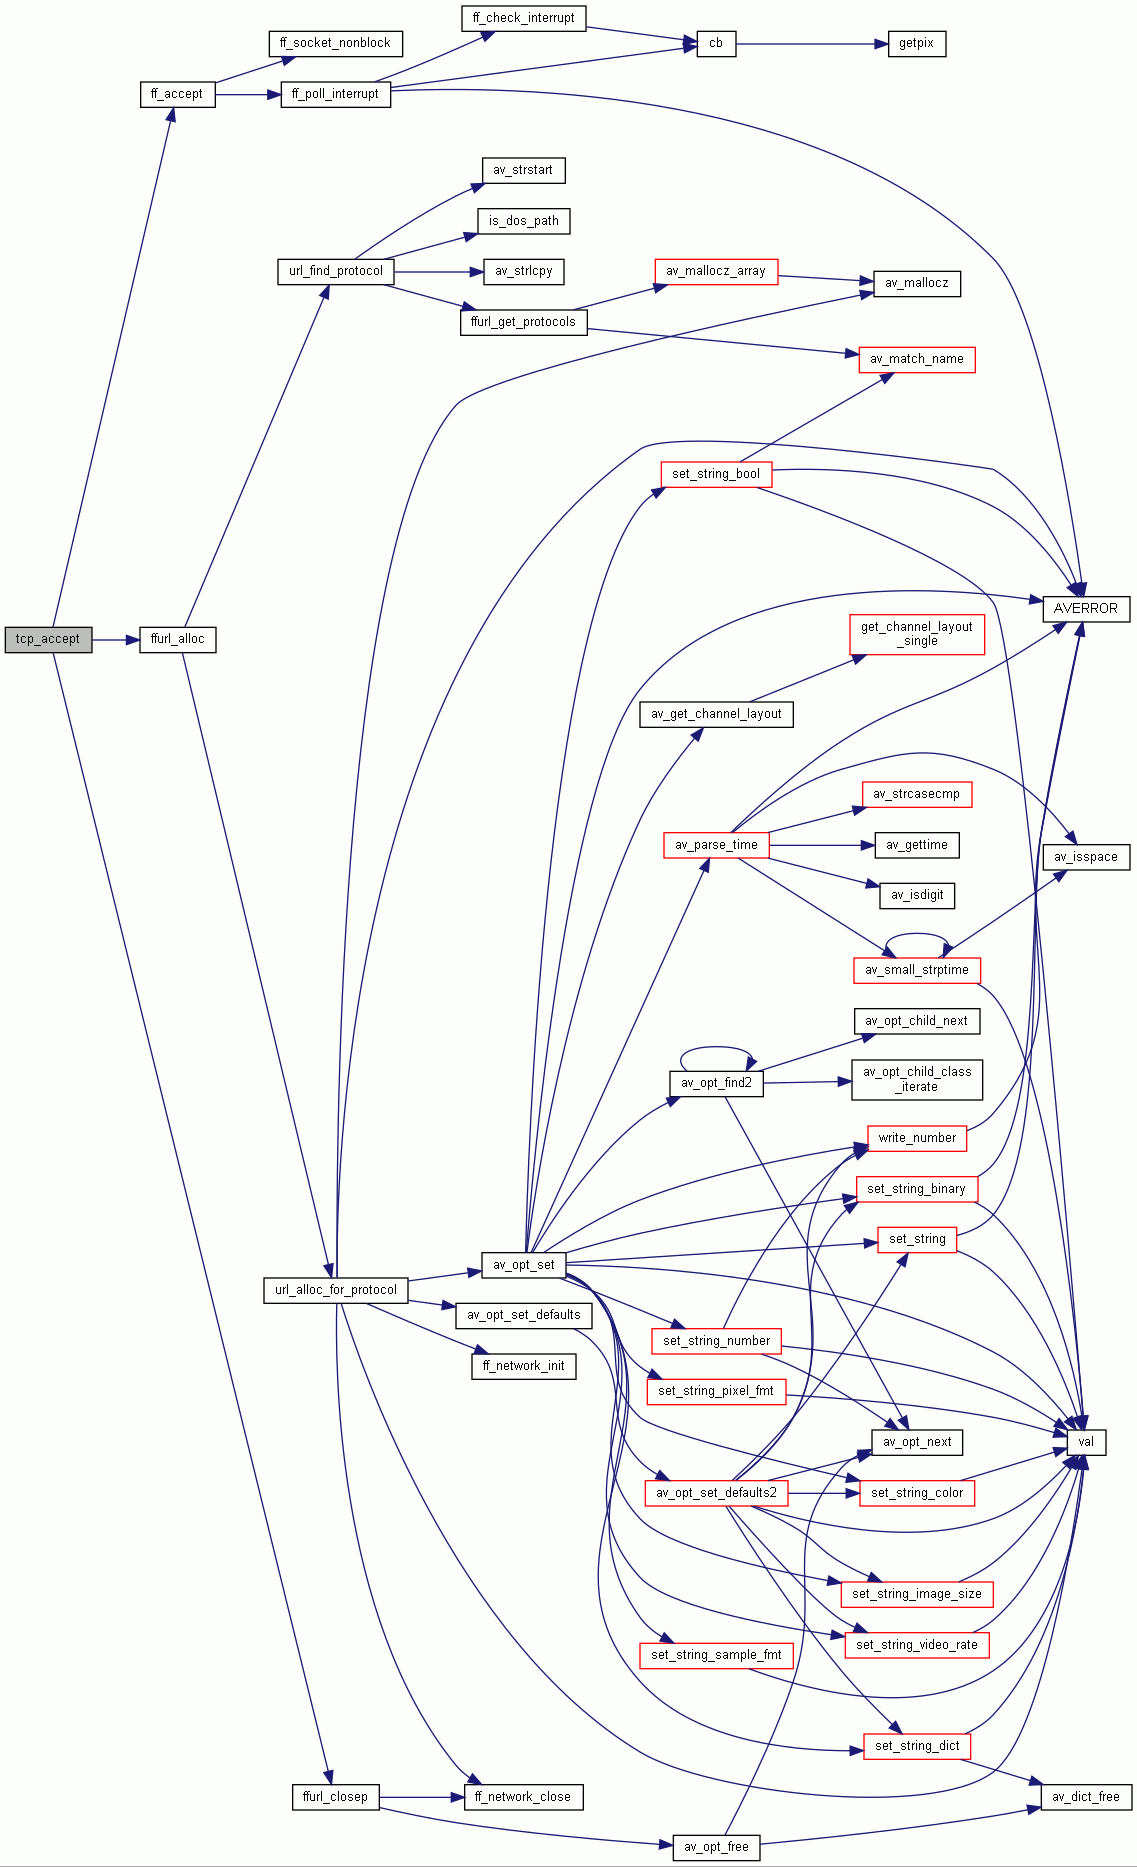 ff_check_interrupt
ff_socket_nonblock
cb
getpix
ff_accept
ff_poll_interrupt
av_strstart
is_dos_path
url_find_protocol
av_strlcpy
av_mallocz_array
av_mallocz
ffurl_get_protocols
av_match_name
set_string_bool
AVERROR
tcp_accept
ffurl_alloc
get_channel_layout
_single
av_get_channel_layout
av_strcasecmp
av_parse_time
av_gettime
av_isspace
av_isdigit
av_small_strptime
av_opt_child_next
av_opt_find2
av_opt_child_class
_iterate
write_number
set_string_binary
set_string
av_opt_set
url_alloc_for_protocol
av_opt_set_defaults
set_string_number
ff_network_init
set_string_pixel_fmt
av_opt_next
val
av_opt_set_defaults2
set_string_color
set_string_image_size
set_string_video_rate
set_string_sample_fmt
set_string_dict
ffurl_closep
ff_network_close
av_dict_free
av_opt_free